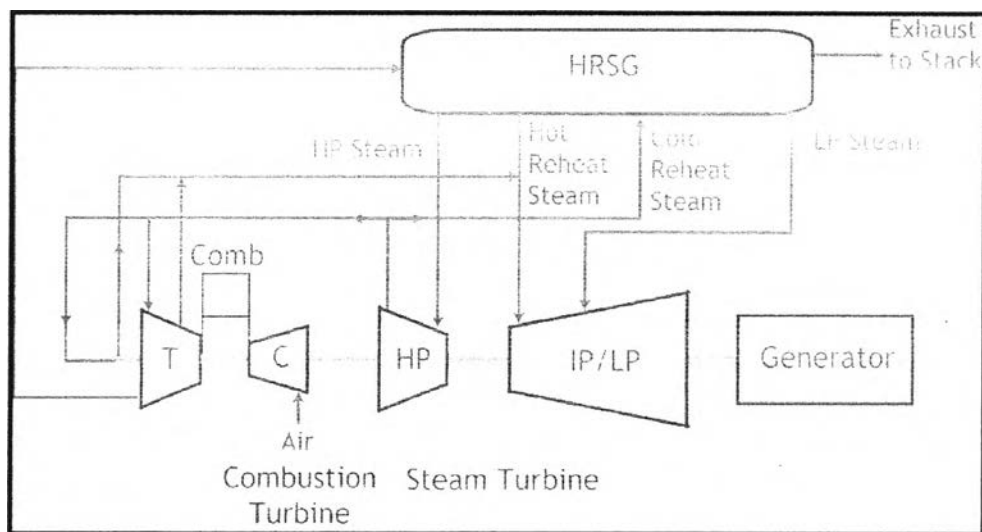 Exhaust
to Stack
HRSG
HP Steam
Hot
Reheat
Steam
Cold
Reheat
Steam
LP Steam
Comb
T
C
HP
IP/LP
Generator
Air
Combustion
Turbine
Steam Turbine